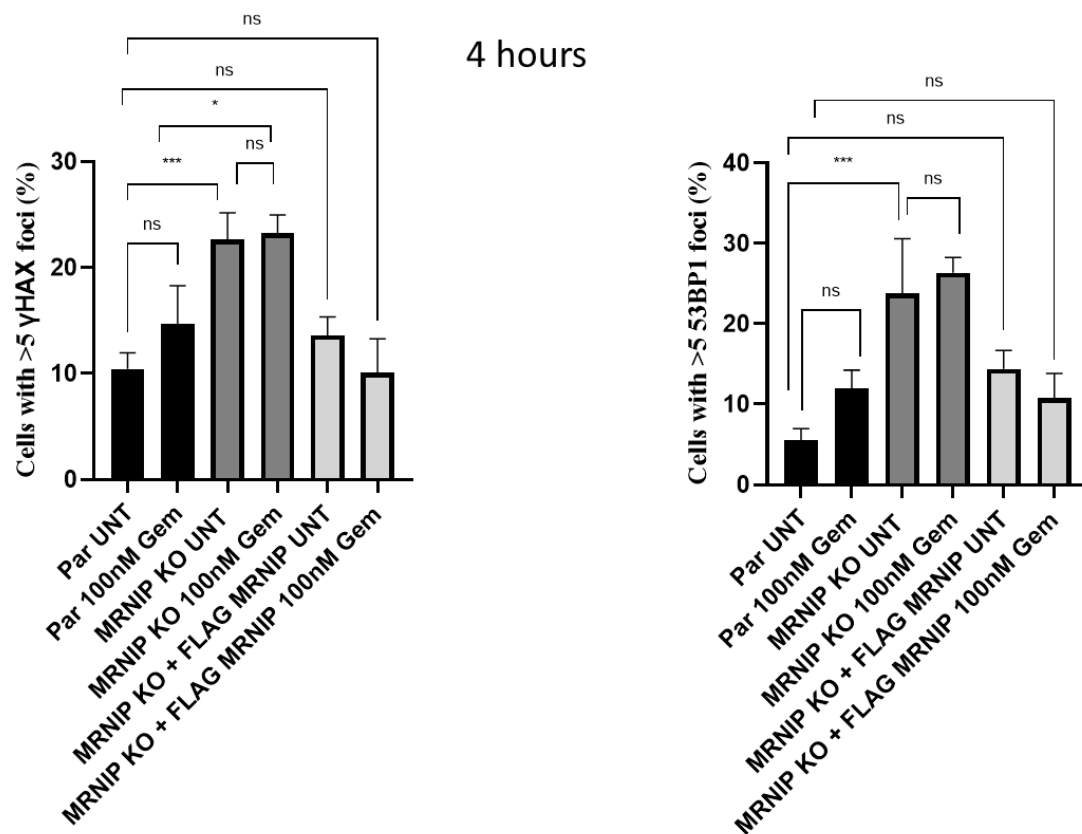 4 hours
ns
ns
*
ns
***
ns
Cells with >5 γHAX foci (%)
30
20
10
0
Par UNT
Par 100nM Gem
MRNIP KO UNT
MRNIP KO 100nM Gem
MRNIP KO + FLAG MRNIP UNT
MRNIP KO + FLAG MRNIP 100nM Gem
ns
ns
***
ns
ns
Cells with >5 53BP1 foci (%)
40
30
20
10
0
Par UNT
Par 100nM Gem
MRNIP KO UNT
MRNIP KO 100nM Gem
MRNIP KO + FLAG MRNIP UNT
MRNIP KO + FLAG MRNIP 100nM Gem